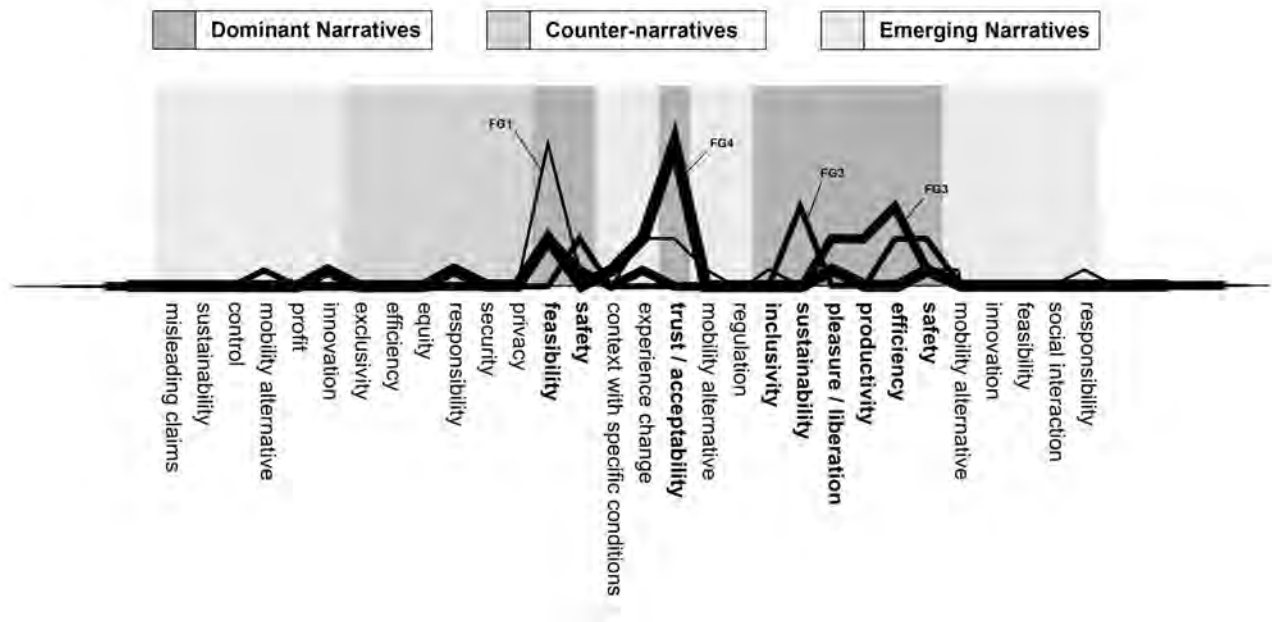 Dominant Narratives
Counter-narratives
Emerging Narratives
FG1
FG4
FG3
FG3
misleading claims
sustainability
control
mobility alternative
profit
innovation
exclusivity
efficiency
equity
responsibility
security
privacy
feasibility
safety
context with specific conditions
experience change
trust / acceptability
mobility alternative
regulation
inclusivity
sustainability
pleasure / liberation
productivity
efficiency
safety
mobility alternative
innovation
feasibility
social interaction
responsibility